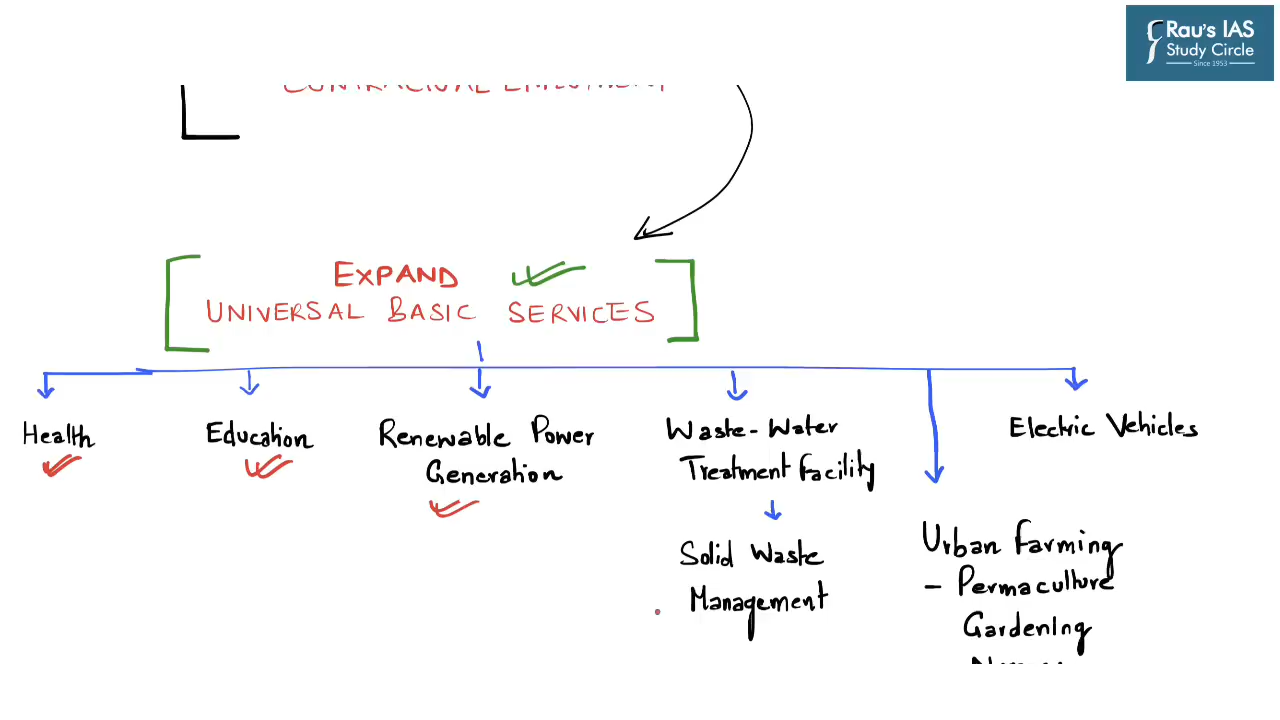 Rau's IAS
Study Circle
Since 1953
EXPAND
UNIVERSAL BASIC SERVICES
Health
Education
Renewable Power
Generation
Waste-Water
Treatment Facility
Solid Waste
Management
Urban Farming
- Permaculture
Gardening
Electric Vehicles